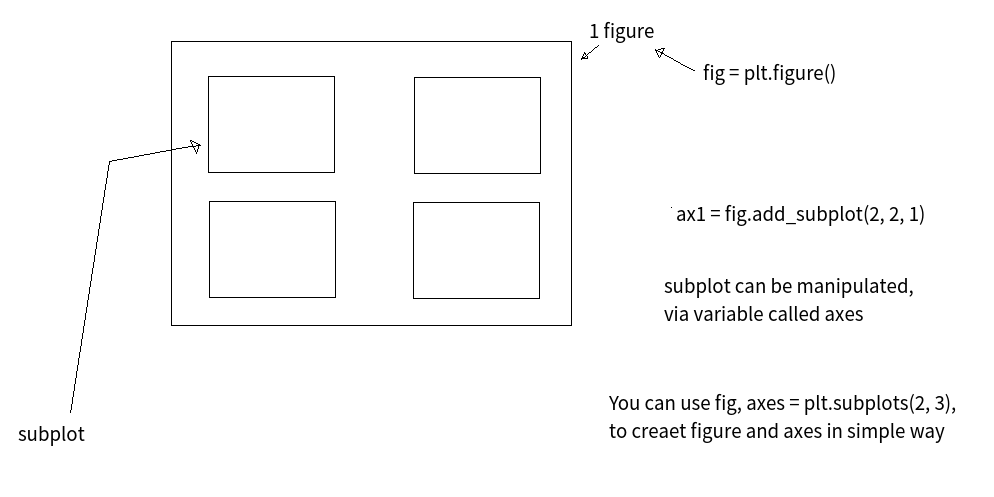 1 figure
fig = plt.figure()
ax1 = fig.add_subplot(2, 2, 1)
subplot can be manipulated,
via variable called axes
You can use fig, axes = plt.subplots(2, 3),
to creaet figure and axes in simple way
subplot